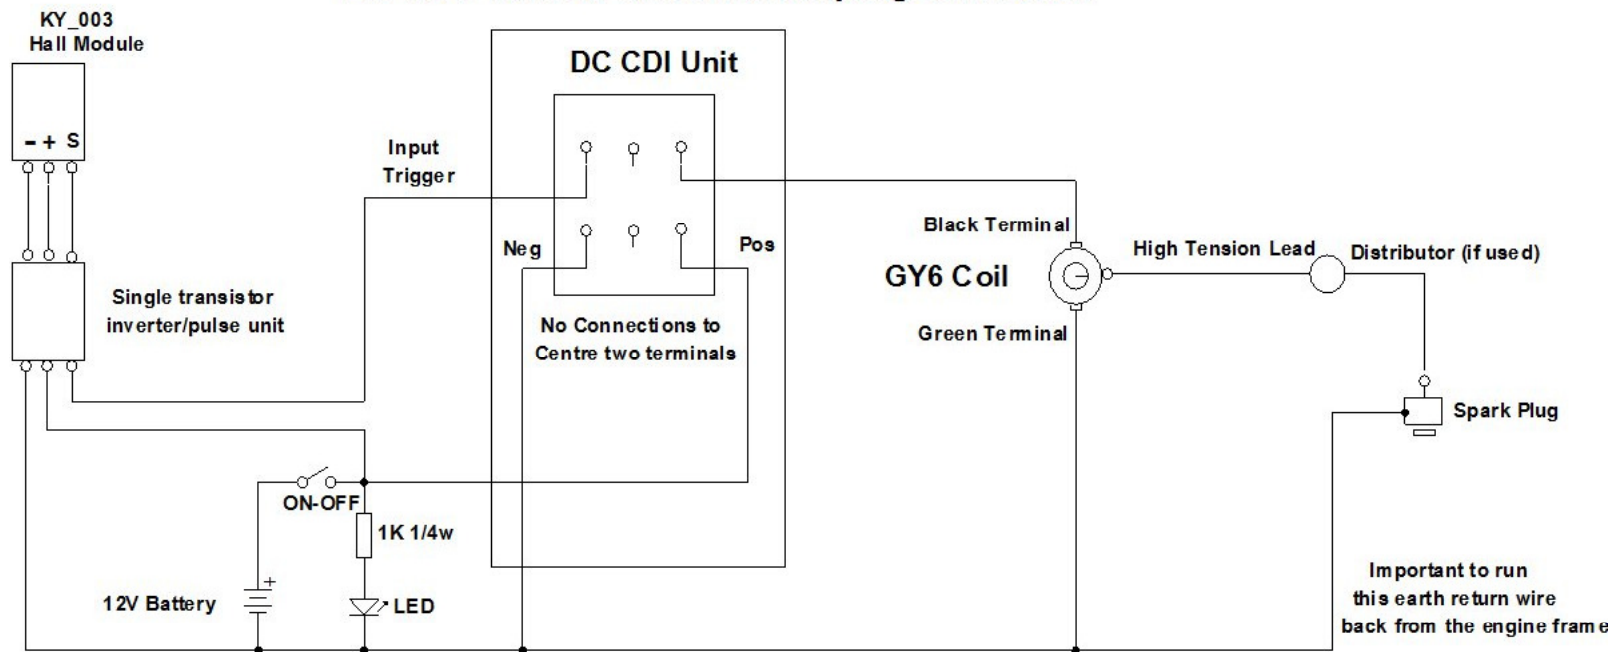 KY_003
Hall Module
- + S
DC CDI Unit
Input
Trigger
Neg
Pos
Black Terminal
High Tension Lead
Distributor (if used)
GY6 Coil
Green Terminal
Single transistor
inverter/pulse unit
No Connections to
Centre two terminals
Spark Plug
ON-OFF
1K 1/4w
+
12V Battery
LED
Important to run
this earth return wire
back from the engine frame